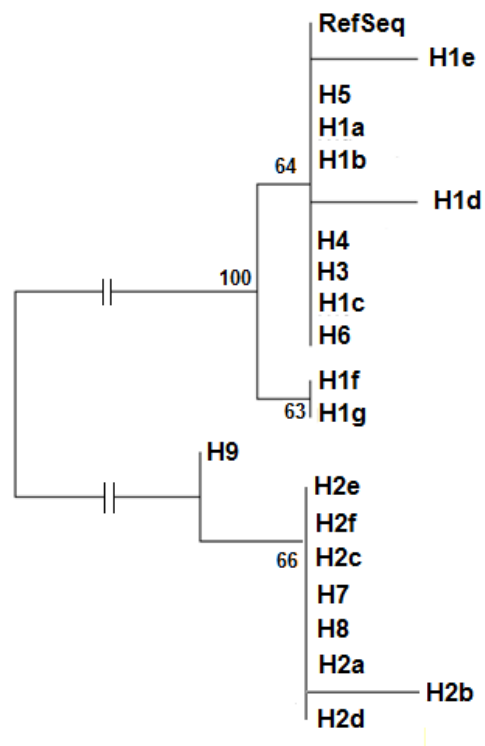 RefSeq
H1e
H5
H1a
H1b
64
H1d
H4
H3
100
H1c
H6
H1f
63
H1g
H9
H2e
H2f
66
H2c
H7
H8
H2a
H2b
H2d